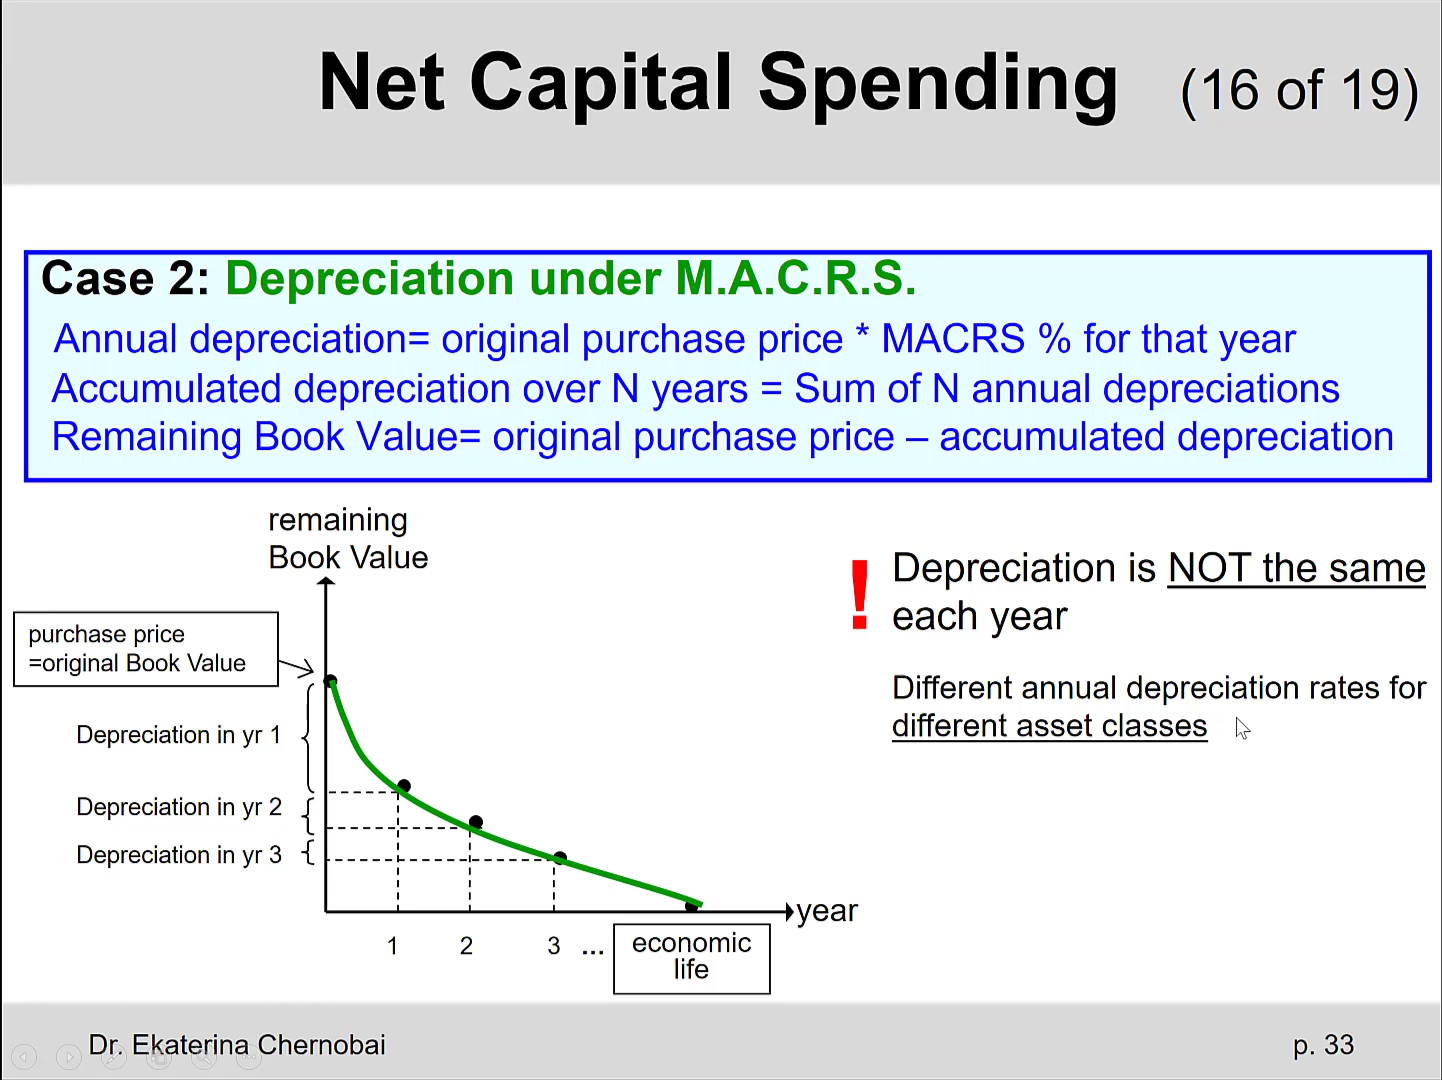 Net Capital Spending (16 of 19)
Case 2: Depreciation under M.A.C.R.S.
Annual depreciation= original purchase price * MACRS % for that year
Accumulated depreciation over N years = Sum of N annual depreciations
Remaining Book Value= original purchase price – accumulated depreciation
remaining
Book Value
purchase price
=original Book Value
Depreciation in yr 1
Depreciation in yr 2
Depreciation in yr 3
year
1 2 3 ...
economic
life
! Depreciation is NOT the same
each year
Different annual depreciation rates for
different asset classes
Dr. Ekaterina Chernobai
p. 33